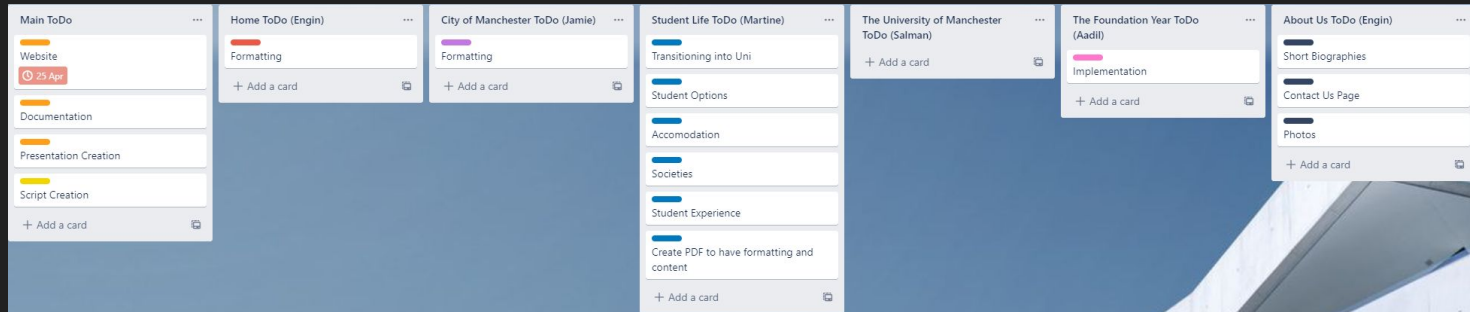 Main ToDo
Website
25 Apr
Documentation
Presentation Creation
Script Creation
+ Add a card
Home ToDo (Engin)
Formatting
+ Add a card
City of Manchester ToDo (Jamie)
Formatting
+ Add a card
Student Life ToDo (Martine)
Transitioning into Uni
Student Options
Accomodation
Societies
Student Experience
Create PDF to have formatting and
content
+ Add a card
The University of Manchester
ToDo (Salman)
+ Add a card
The Foundation Year ToDo
(Aadil)
Implementation
+ Add a card
About Us ToDo (Engin)
Short Biographies
Contact Us Page
Photos
+ Add a card